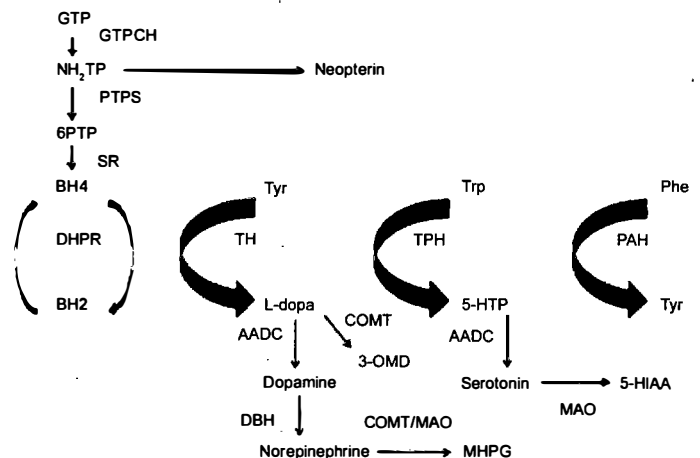 GTP
GTPCH
NH₂TP
Neopterin
PTPS
6PTP
SR
BH4
Tyr
Trp
Phe
DHPR
TH
TPH
PAH
BH2
L-dopa
5-HTP
Tyr
COMT
AADC
AADC
3-OMD
Dopamine
Serotonin
5-HIAA
MAO
DBH
COMT/MAO
Norepinephrine
MHPG